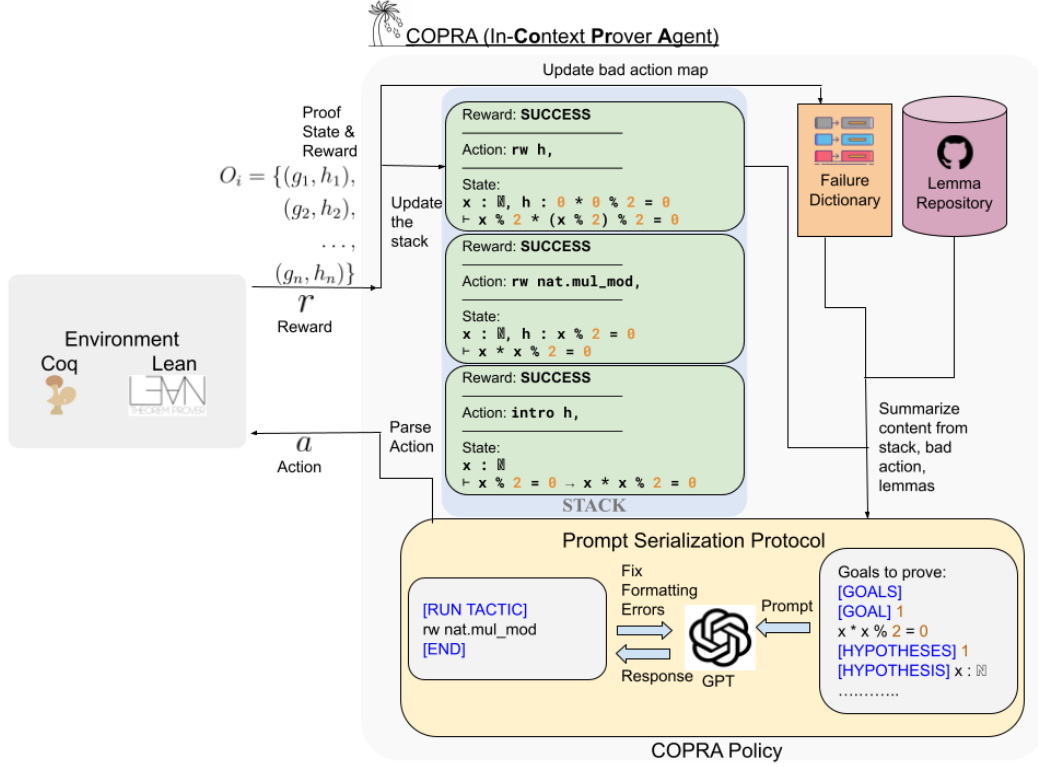 COPRA (In-Context Prover Agent)
Update bad action map
Proof
State &
Reward
O_i = {(g_1, h_1),
(g_2, h_2),
...,
(g_n, h_n)}
r
Reward
Update
the
stack
Reward: SUCCESS
Action: rw h,
State:
x : ℕ, h : 0 * 0 % 2 = 0
⊢ x % 2 * (x % 2) % 2 = 0
Reward: SUCCESS
Action: rw nat.mul_mod,
State:
x : ℕ, h : x % 2 = 0
⊢ x * x % 2 = 0
Reward: SUCCESS
Action: intro h,
State:
x : ℕ
⊢ x % 2 = 0 → x * x % 2 = 0
STACK
Failure
Dictionary
Lemma
Repository
Environment
Coq
Lean
LEAN
THEOREM PROVER
a
Action
Parse
Action
Summarize
content from
stack, bad
action,
lemmas
Prompt Serialization Protocol
[RUN TACTIC]
rw nat.mul_mod
[END]
Fix
Formatting
Errors
Response
GPT
Prompt
Goals to prove:
[GOALS]
[GOAL] 1
x * x % 2 = 0
[HYPOTHESES] 1
[HYPOTHESIS] x : ℕ
............
COPRA Policy